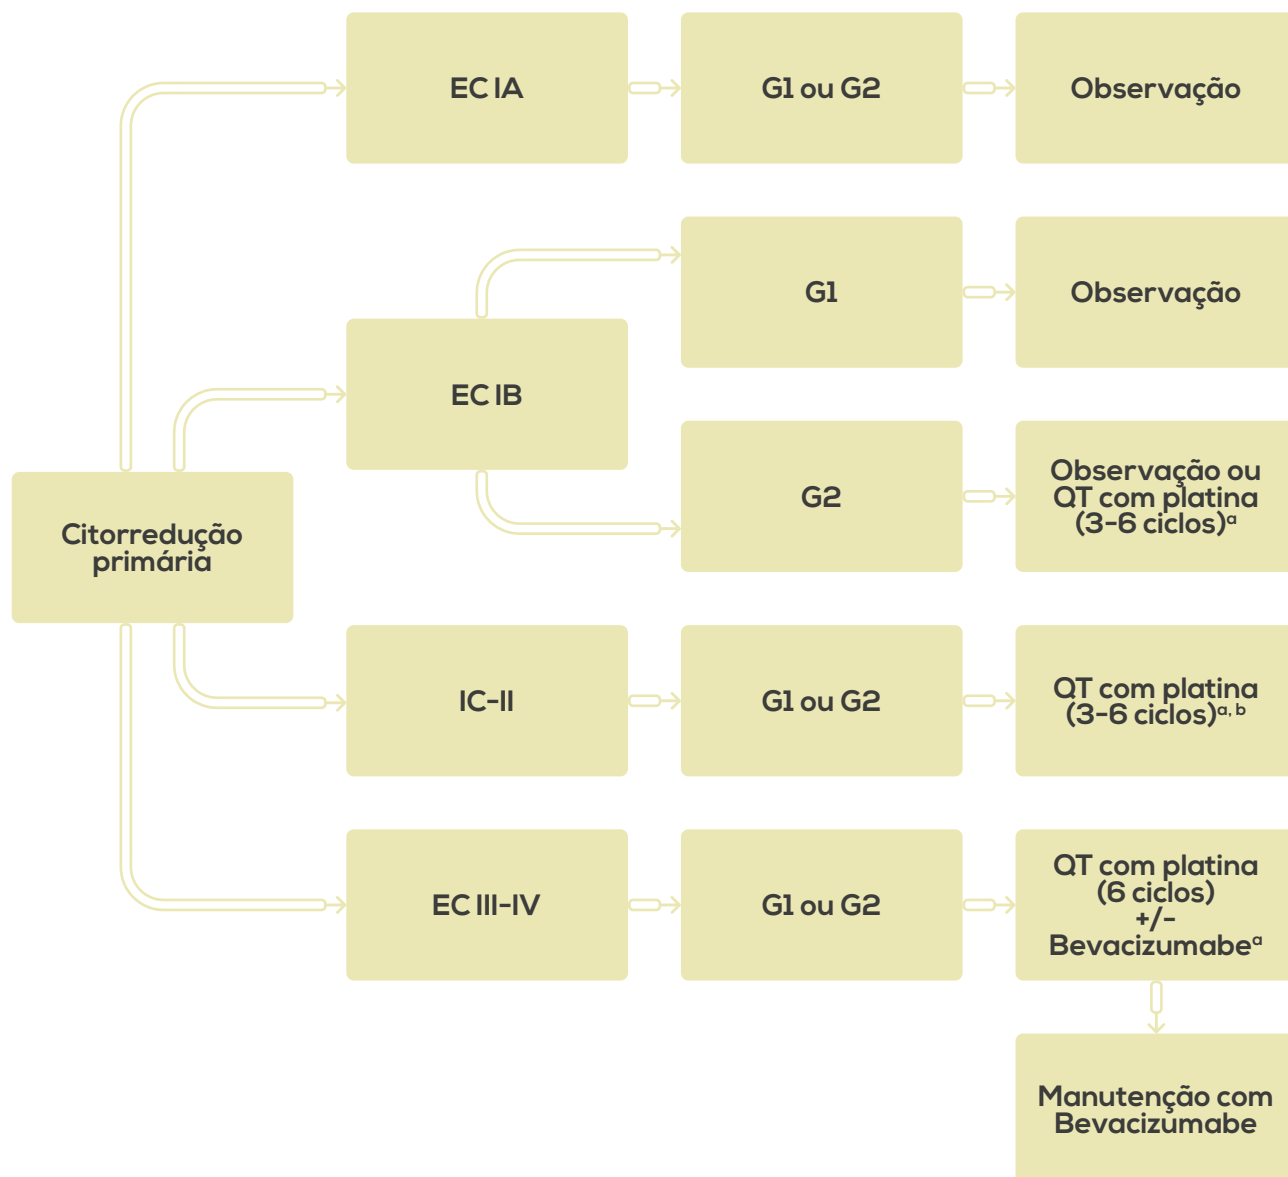 EC IA
G1 ou G2
Observação
G1
Observação
EC IB
G2
Observação ou
QT com platina
(3-6 ciclos)ᵃ
Citorredução
primária
IC-II
G1 ou G2
QT com platina
(3-6 ciclos)ᵃ, ᵇ
EC III-IV
G1 ou G2
QT com platina
(6 ciclos)
+/-
Bevacizumabeᵃ
Manutenção com
Bevacizumabe